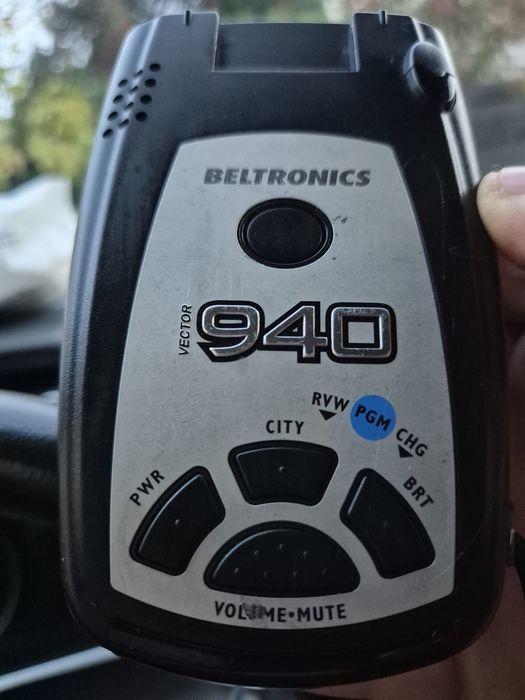 BELTRONICS
VECTOR
940
RVW PGM CHG
CITY
PWR
BRT
VOLUME•MUTE